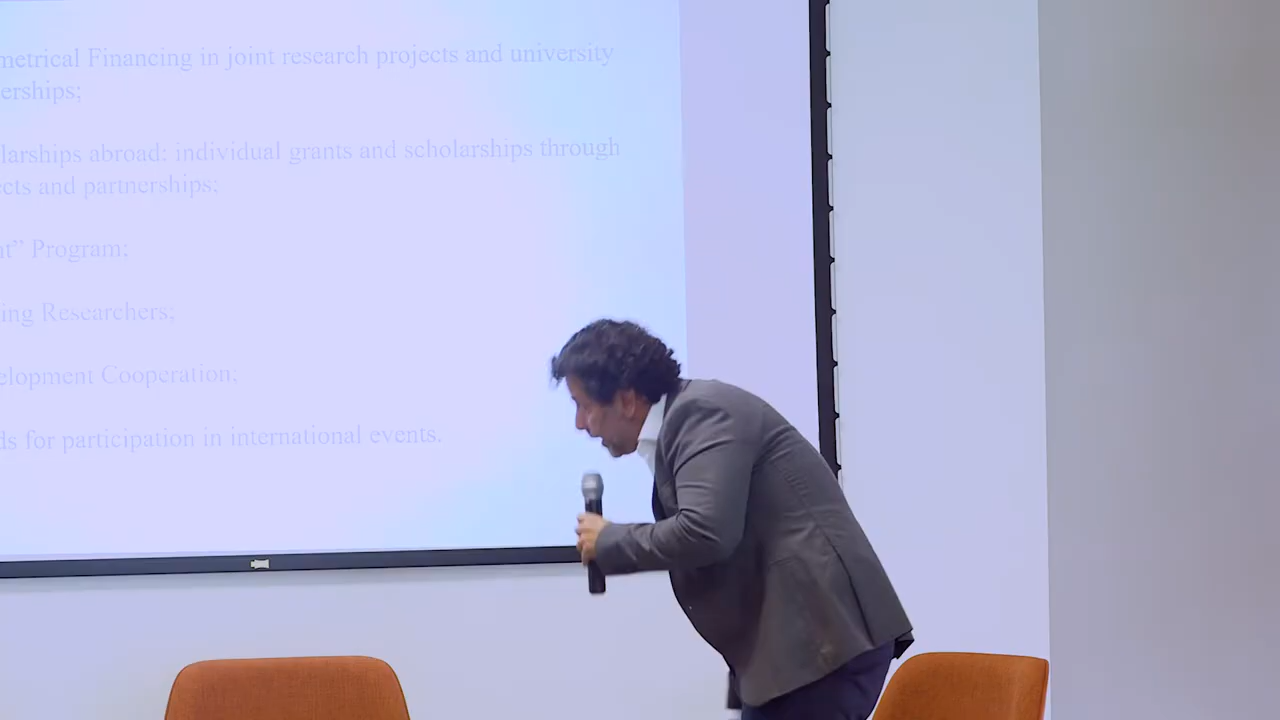 metrical Financing in joint research projects and university
erships;
larships abroad: individual grants and scholarships through
ects and partnerships;
nt” Program;
ing Researchers;
elopment Cooperation;
ds for participation in international events.